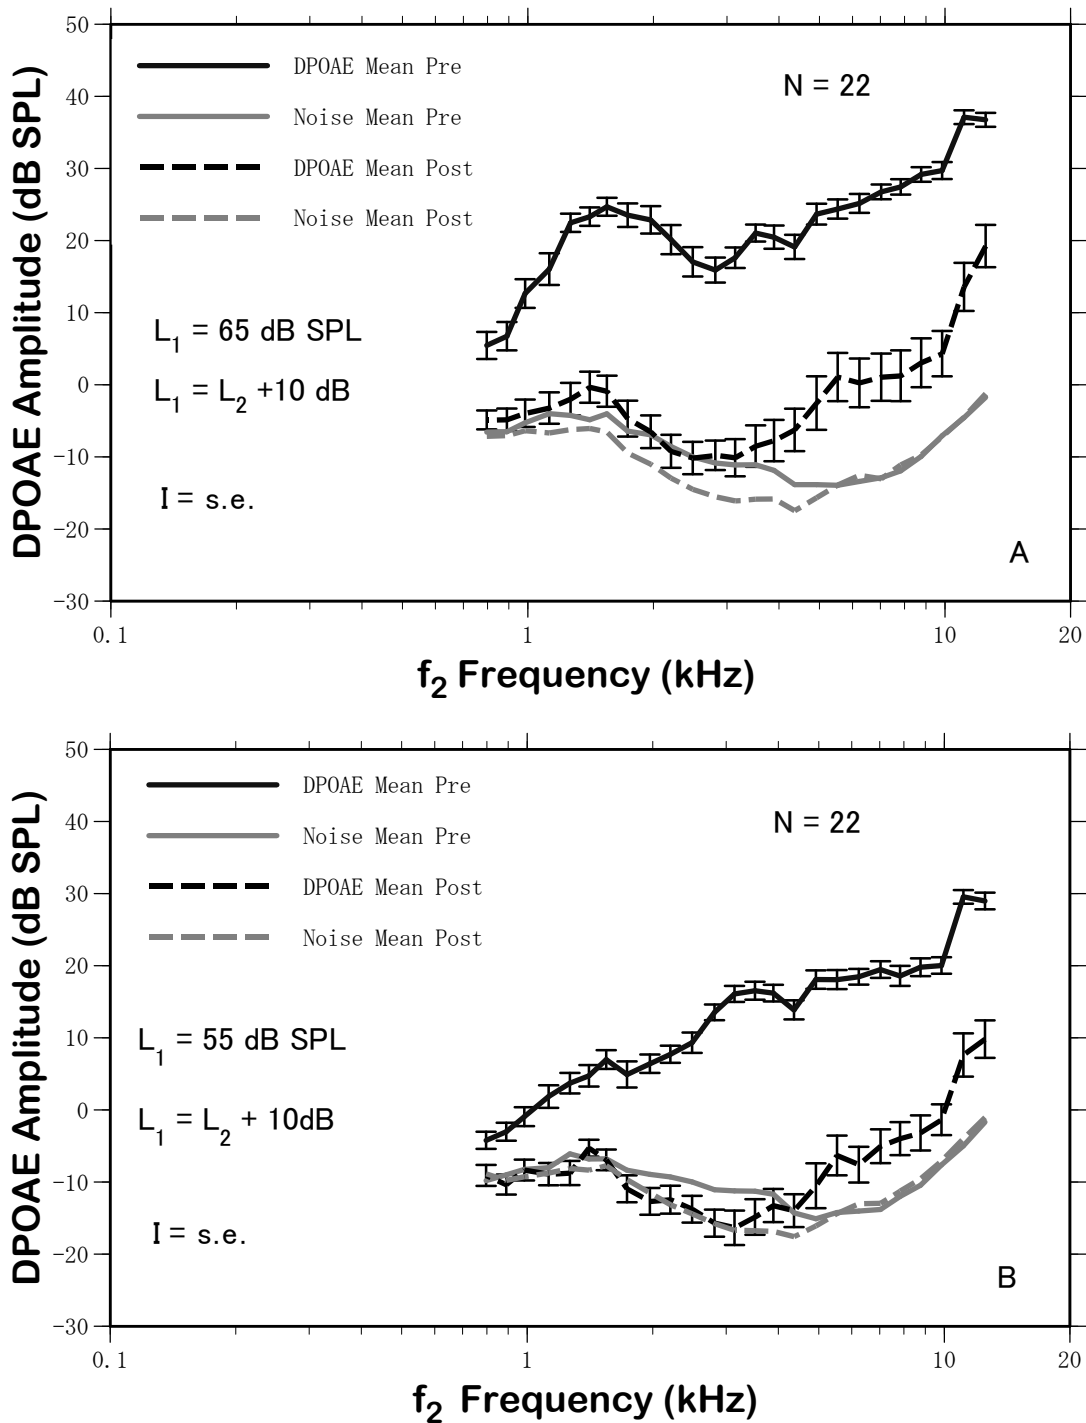 50
40
30
20
10
0
-10
-20
-30
DPOAE Amplitude (dB SPL)
DPOAE Mean Pre
Noise Mean Pre
DPOAE Mean Post
Noise Mean Post
N = 22
L1 = 65 dB SPL
L1 = L2 +10 dB
I = s.e.
A
0.1
1
10
20
f2 Frequency (kHz)
50
40
30
20
10
0
-10
-20
-30
DPOAE Amplitude (dB SPL)
DPOAE Mean Pre
Noise Mean Pre
DPOAE Mean Post
Noise Mean Post
N = 22
L1 = 55 dB SPL
L1 = L2 + 10dB
I = s.e.
B
0.1
1
10
20
f2 Frequency (kHz)